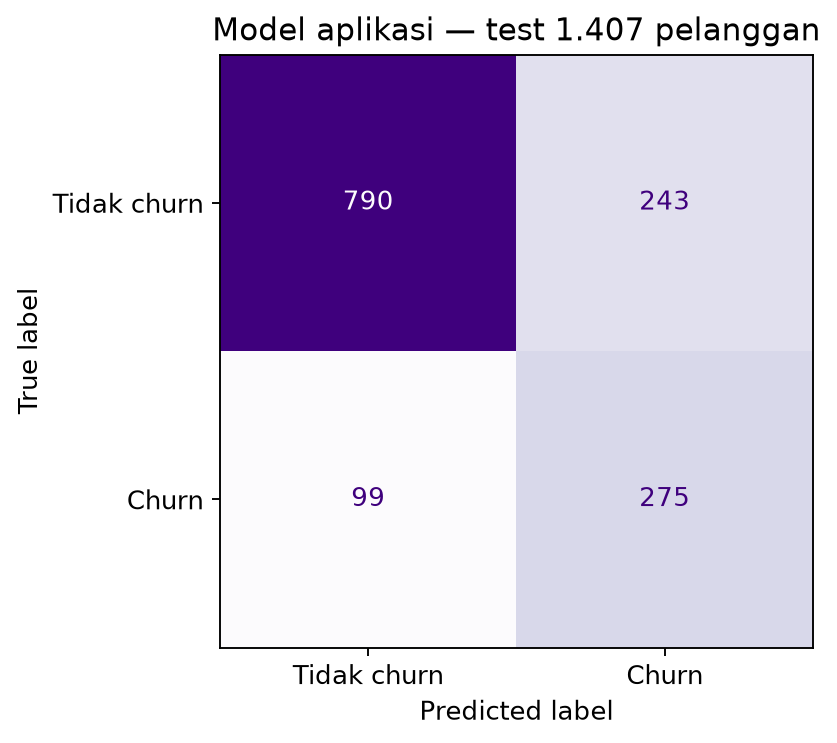 Model aplikasi — test 1.407 pelanggan
True label
Tidak churn
790
243
Churn
99
275
Tidak churn
Churn
Predicted label